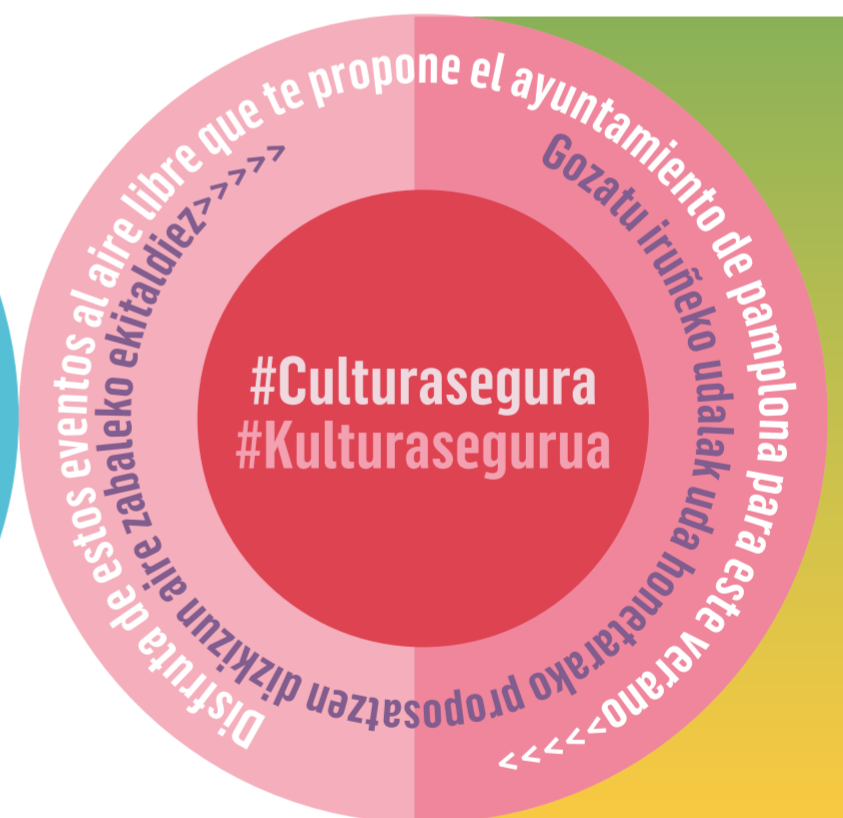 Disfruta de estos eventos al aire libre que te propone el ayuntamiento de pamplona para este verano>>>>>
Gozatu iruñeko udalak uda honetarako proposatzen dizkizun aire zabaleko ekitaldiez>>>>>
#Culturasegura
#Kulturasegurua